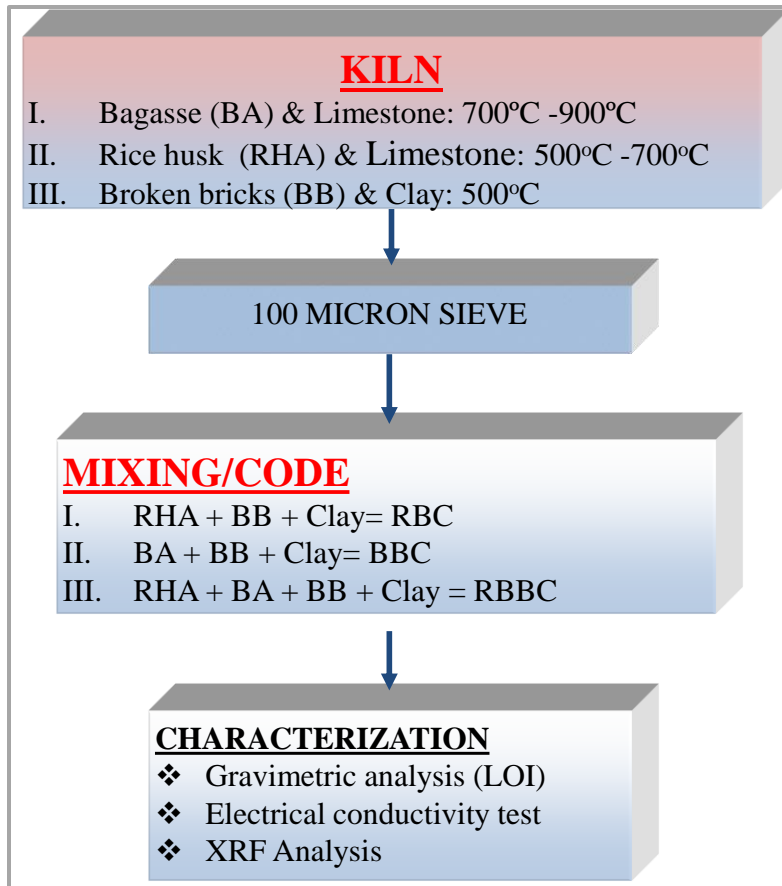 KILN
I. Bagasse (BA) & Limestone: 700ºC -900ºC
II. Rice husk (RHA) & Limestone: 500ºC -700ºC
III. Broken bricks (BB) & Clay: 500ºC
100 MICRON SIEVE
MIXING/CODE
I. RHA + BB + Clay= RBC
II. BA + BB + Clay= BBC
III. RHA + BA + BB + Clay = RBBC
CHARACTERIZATION
❖ Gravimetric analysis (LOI)
❖ Electrical conductivity test
❖ XRF Analysis